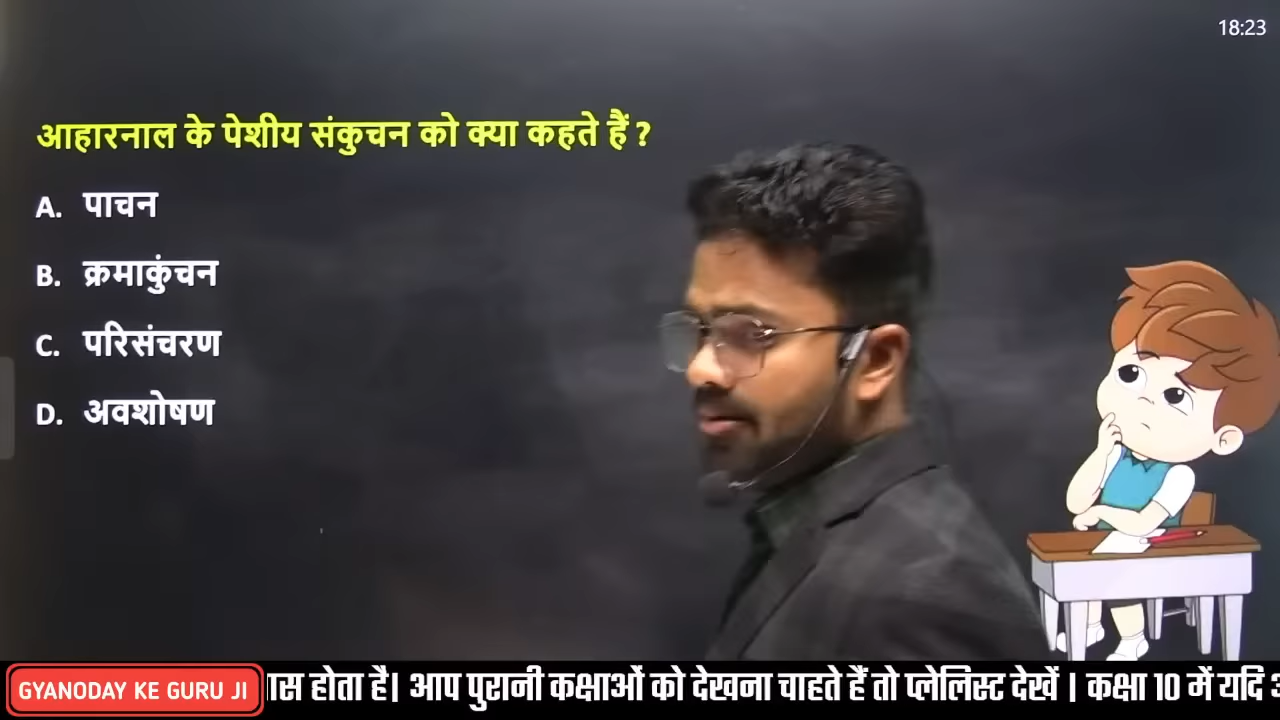 18:23
आहारनाल के पेशीय संकुचन को क्या कहते हैं ?
A. पाचन
B. क्रमाकुंचन
C. परिसंचरण
D. अवशोषण
GYANODAY KE GURU JI
होता है। आप पुरानी कक्षाओं को देखना चाहते हैं तो प्लेलिस्ट देखें । कक्षा 10 में यदि